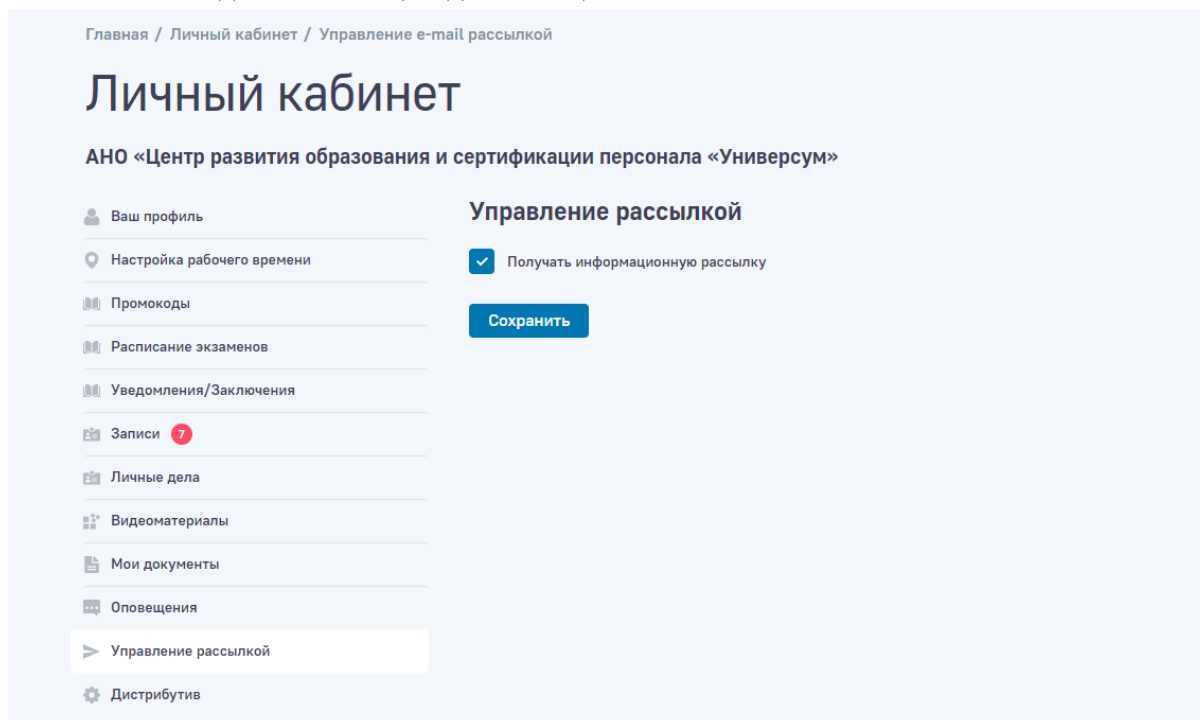 Главная / Личный кабинет / Управление e-mail рассылкой
Личный кабинет
АНО «Центр развития образования и сертификации персонала «Универсум»
Ваш профиль
Настройка рабочего времени
Промокоды
Расписание экзаменов
Уведомления/Заключения
Записи 7
Личные дела
Видеоматериалы
Мои документы
Оповещения
Управление рассылкой
Дистрибутив
Управление рассылкой
Получать информационную рассылку
Сохранить